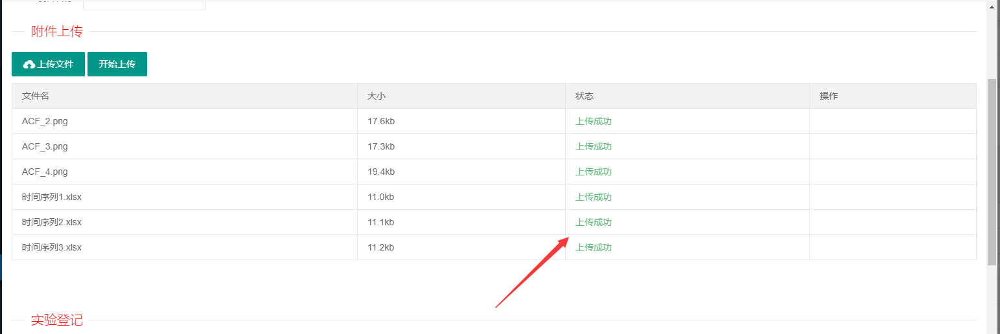 附件上传
上传文件 开始上传
文件名 大小 状态 操作
ACF_2.png 17.6kb 上传成功
ACF_3.png 17.3kb 上传成功
ACF_4.png 19.4kb 上传成功
时间序列1.xlsx 11.0kb 上传成功
时间序列2.xlsx 11.1kb 上传成功
时间序列3.xlsx 11.2kb 上传成功
实验登记